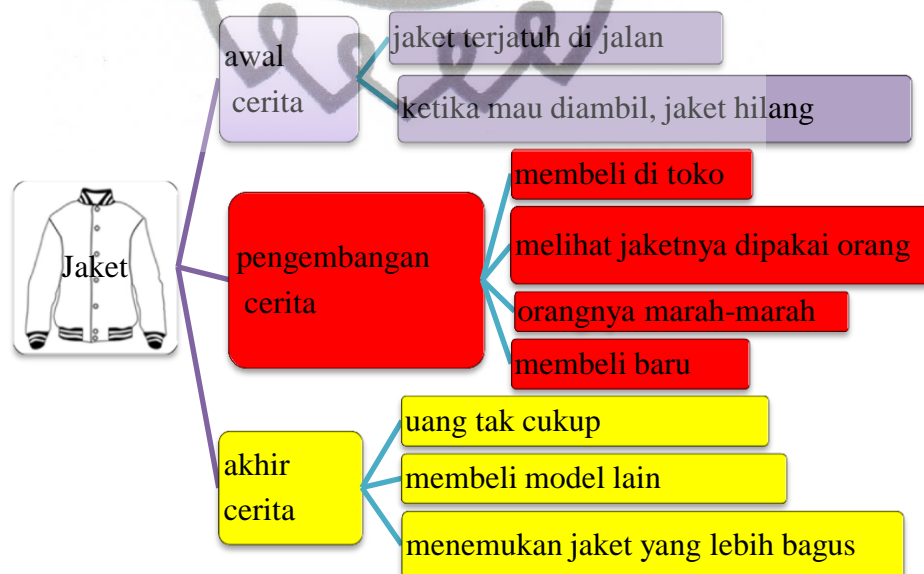 Jaket
awal
cerita
jaket terjatuh di jalan
ketika mau diambil, jaket hilang
pengembangan
cerita
membeli di toko
melihat jaketnya dipakai orang
orangnya marah-marah
membeli baru
akhir
cerita
uang tak cukup
membeli model lain
menemukan jaket yang lebih bagus